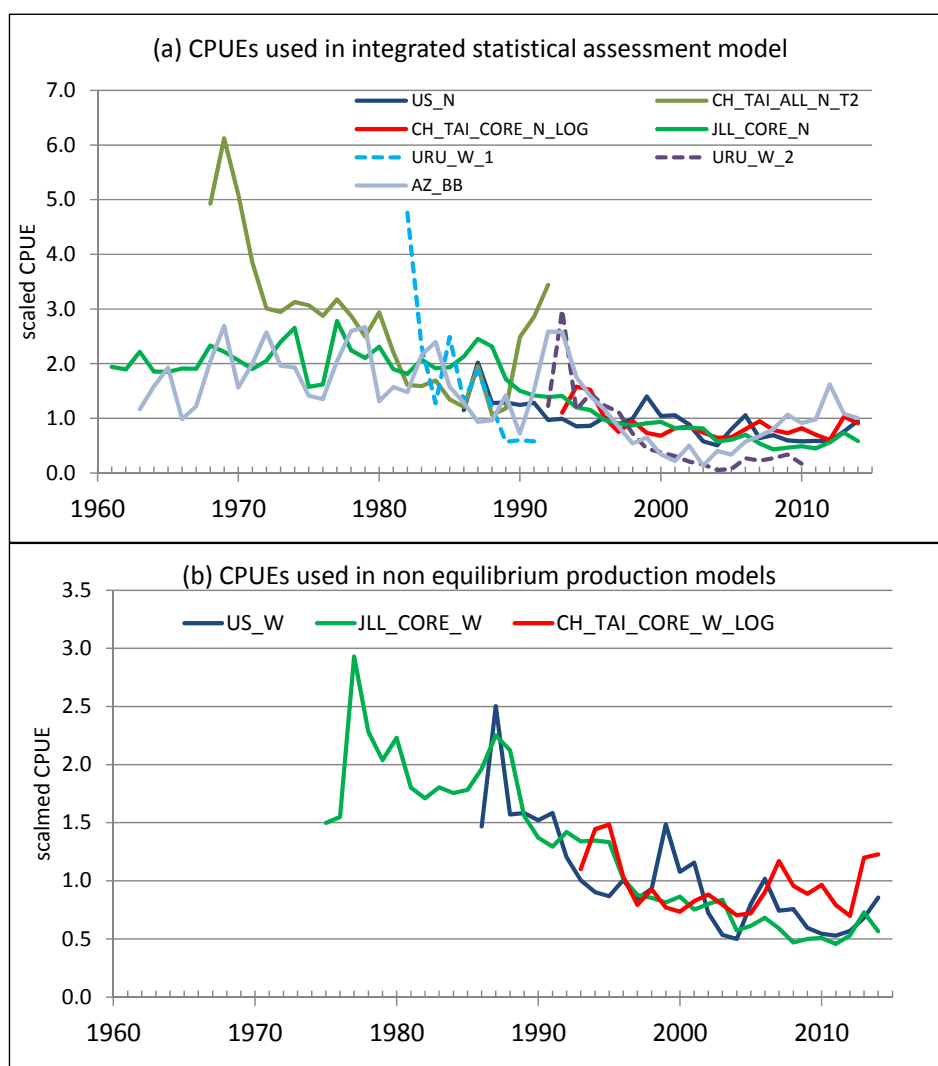 (a) CPUEs used in integrated statistical assessment model
7.0
6.0
5.0
4.0
3.0
2.0
1.0
0.0
scaled CPUE
US_N
CH_TAI_ALL_N_T2
CH_TAI_CORE_N_LOG
JLL_CORE_N
URU_W_1
URU_W_2
AZ_BB
1960 1970 1980 1990 2000 2010
(b) CPUEs used in non equilibrium production models
3.5
3.0
2.5
2.0
1.5
1.0
0.5
0.0
scalmed CPUE
US_W JLL_CORE_W CH_TAI_CORE_W_LOG
1960 1970 1980 1990 2000 2010